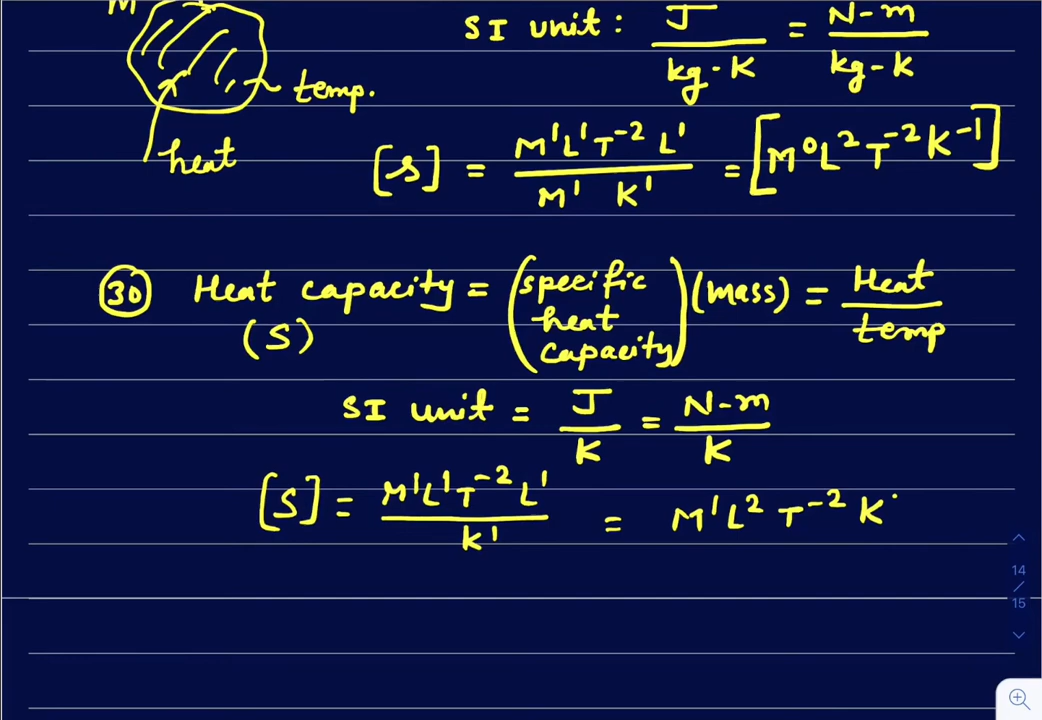 M
SI unit: J/kg-K = N-m/kg-K
temp.
heat
[s] = M¹L¹T⁻²L¹/M¹ K¹ = [M⁰L²T⁻²K⁻¹]
30 Heat capacity = (specific heat capacity)(mass) = Heat/temp
(S)
SI unit = J/K = N-m/K
[S] = M¹L¹T⁻²L¹/K¹ = M¹L²T⁻²K
14
/
15